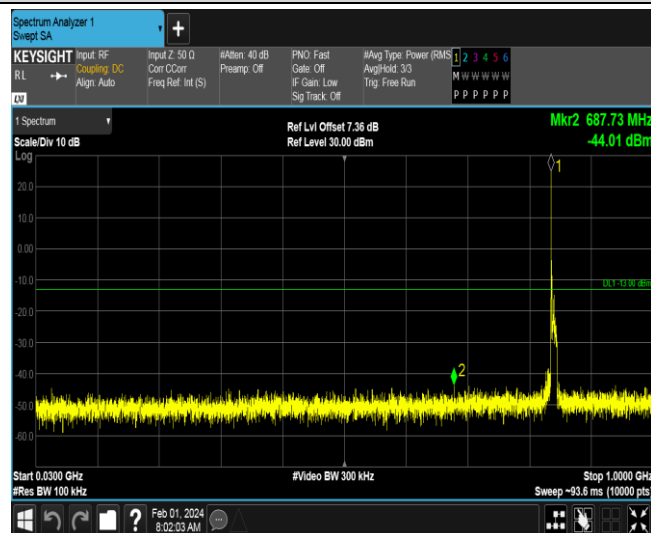 Spectrum Analyzer 1
Swept SA
+
KEYSIGHT
RL
LXI
Input: RF
Coupling: DC
Align: Auto
Input Z: 50 Ω
Corr CCorr
Freq Ref: Int (S)
#Atten: 40 dB
Preamp: Off
PNO: Fast
Gate: Off
IF Gain: Low
Sig Track: Off
#Avg Type: Power (RMS
Avg|Hold: 3/3
Trig: Free Run
1 2 3 4 5 6
M W W W W W
P P P P P P
1 Spectrum
Scale/Div 10 dB
Ref Lvl Offset 7.36 dB
Ref Level 30.00 dBm
Mkr2 687.73 MHz
-44.01 dBm
Log
1
20.0
10.0
0.00
-10.0
DL1 -13.00 dBm
-20.0
-30.0
-40.0
2
-50.0
-60.0
Start 0.0300 GHz
#Video BW 300 kHz
Stop 1.0000 GHz
#Res BW 100 kHz
Sweep ~93.6 ms (10000 pts
?
Feb 01, 2024
8:02:03 AM